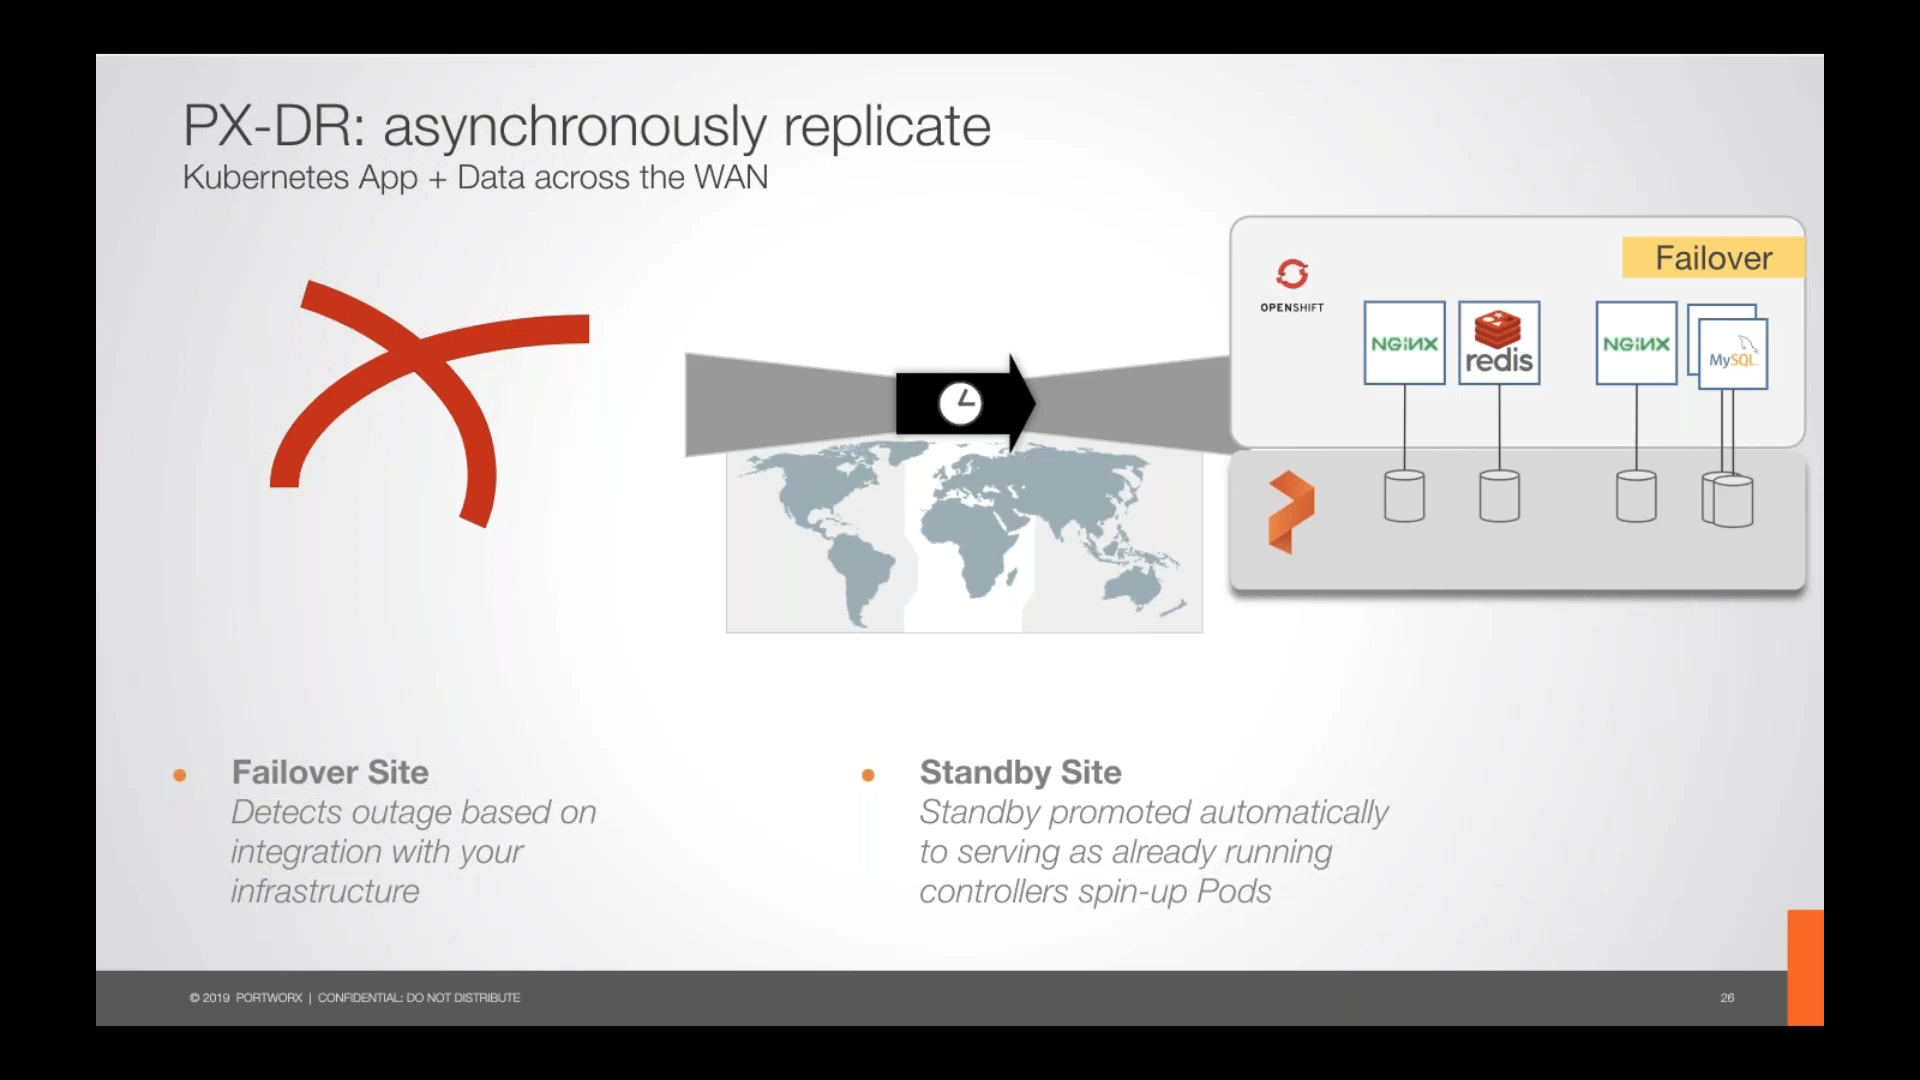 PX-DR: asynchronously replicate
Kubernetes App + Data across the WAN
Failover
OPENSHIFT
NGINX
redis
NGINX
MySQL
Failover Site
Detects outage based on
integration with your
infrastructure
Standby Site
Standby promoted automatically
to serving as already running
controllers spin-up Pods
© 2019 PORTWORX | CONFIDENTIAL: DO NOT DISTRIBUTE
26